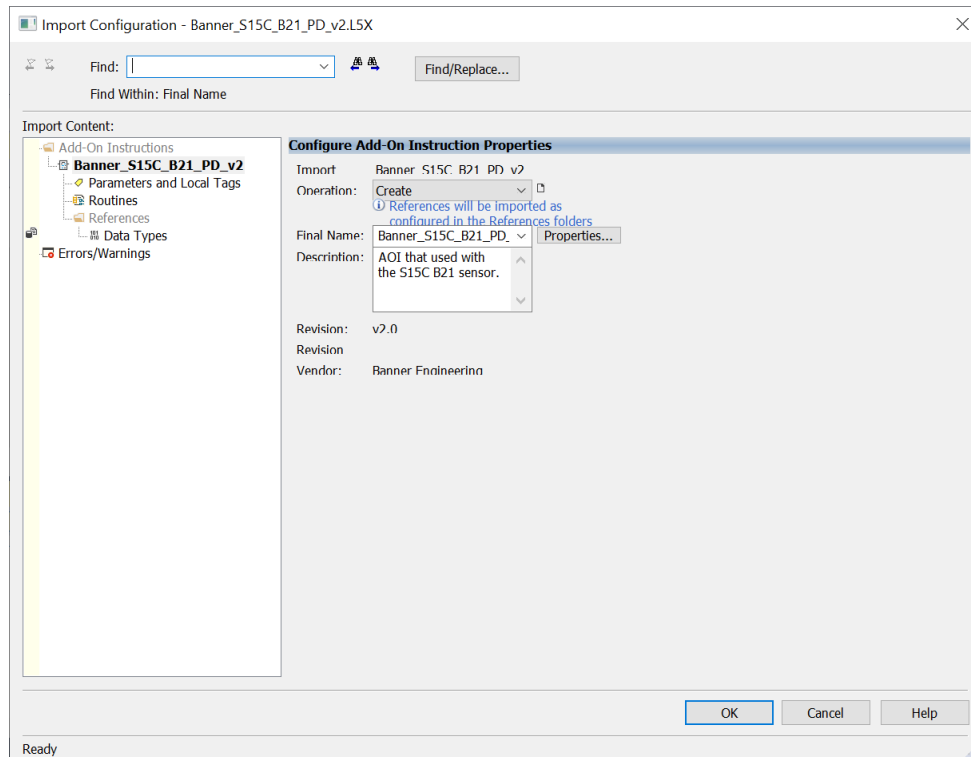 Import Configuration - Banner_S15C_B21_PD_v2.L5X
Find:
Find/Replace...
Find Within: Final Name
Import Content:
Add-On Instructions
Banner_S15C_B21_PD_v2
Parameters and Local Tags
Routines
References
Data Types
Errors/Warnings
Configure Add-On Instruction Properties
Import Banner_S15C_B21_PD_v2
Operation: Create
References will be imported as
configured in the References folders
Final Name: Banner_S15C_B21_PD_ Properties...
Description: AOI that used with
the S15C B21 sensor.
Revision: v2.0
Revision
Vendor: Banner Engineering
OK Cancel Help
Ready